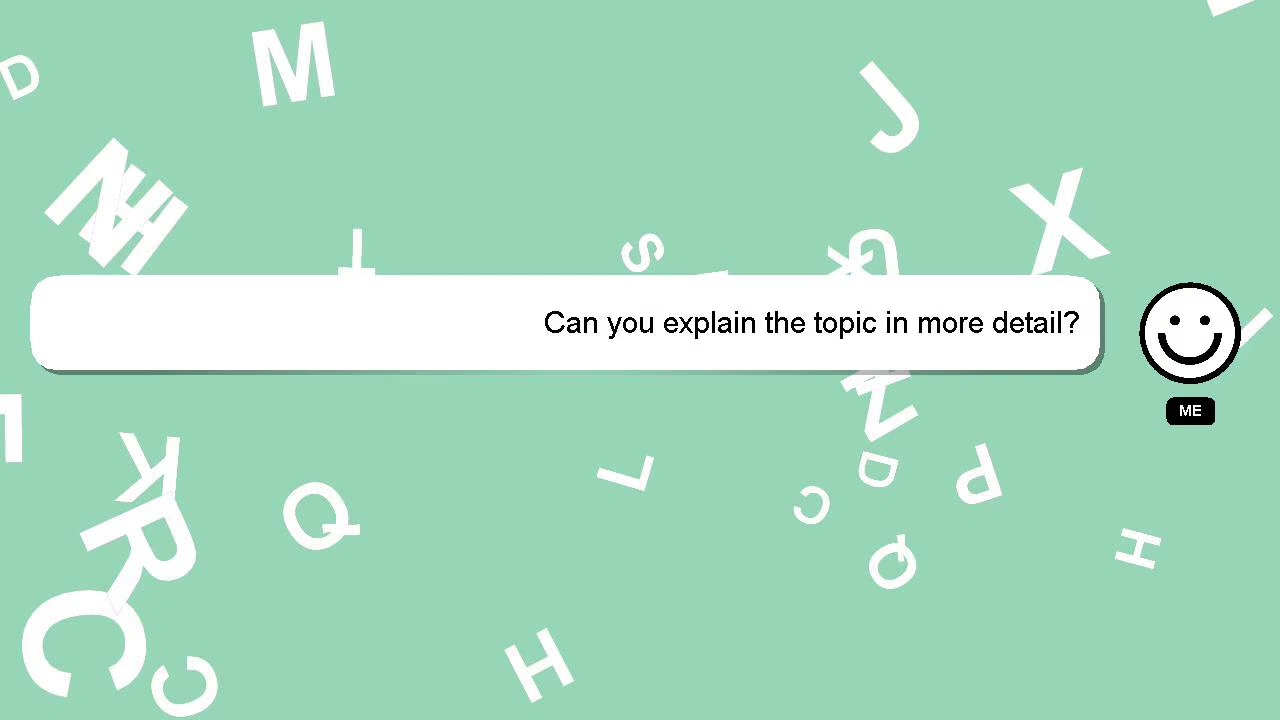 D
M
J
N
H
X
S
X
G
Can you explain the topic in more detail?
ME
Z
K
L
D
P
R
Q
C
H
Q
C
C
H